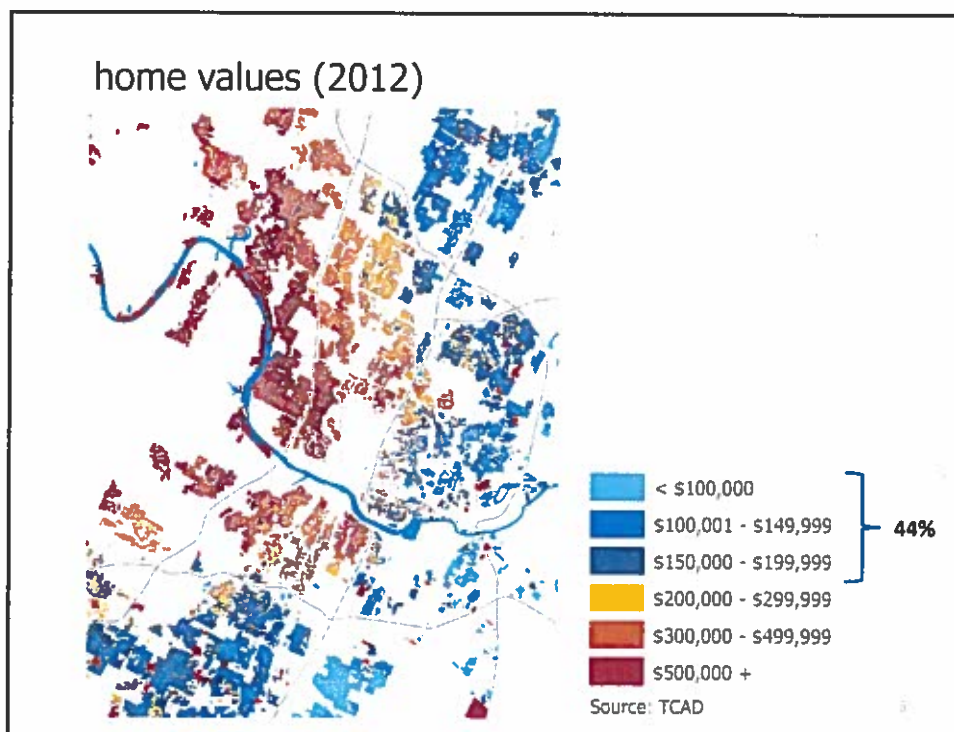 home values (2012)
< $100,000
$100,001 - $149,999
44%
$150,000 - $199,999
$200,000 - $299,999
$300,000 - $499,999
$500,000 +
Source: TCAD